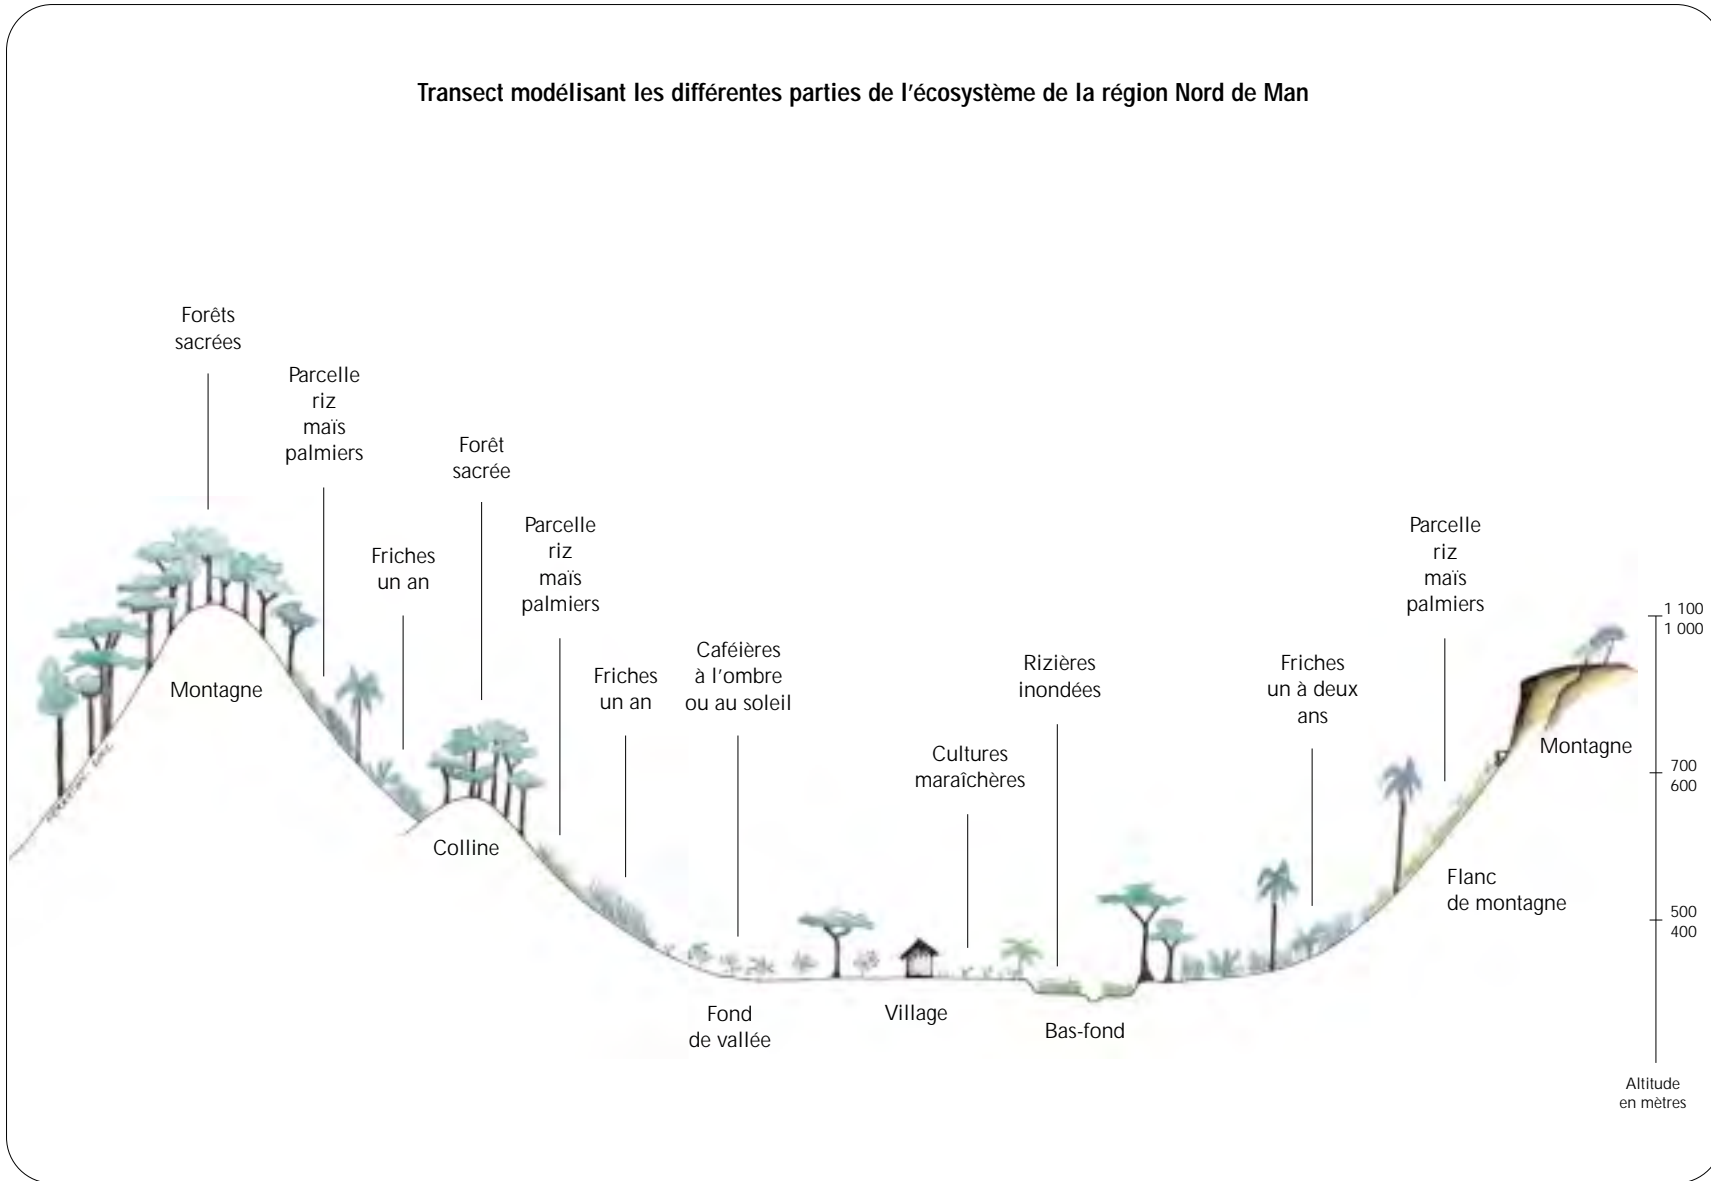 Transect modélisant les différentes parties de l'écosystème de la région Nord de Man
Forêts
sacrées
Parcelle
riz
maïs
palmiers
Friches
un an
Forêt
sacrée
Parcelle
riz
maïs
palmiers
Friches
un an
Caféières
à l'ombre
ou au soleil
Cultures
maraîchères
Rizières
inondées
Friches
un à deux
ans
Parcelle
riz
maïs
palmiers
Montagne
Colline
Fond
de vallée
Village
Bas-fond
Flanc
de montagne
Montagne
1 100
1 000
700
600
500
400
Altitude
en mètres